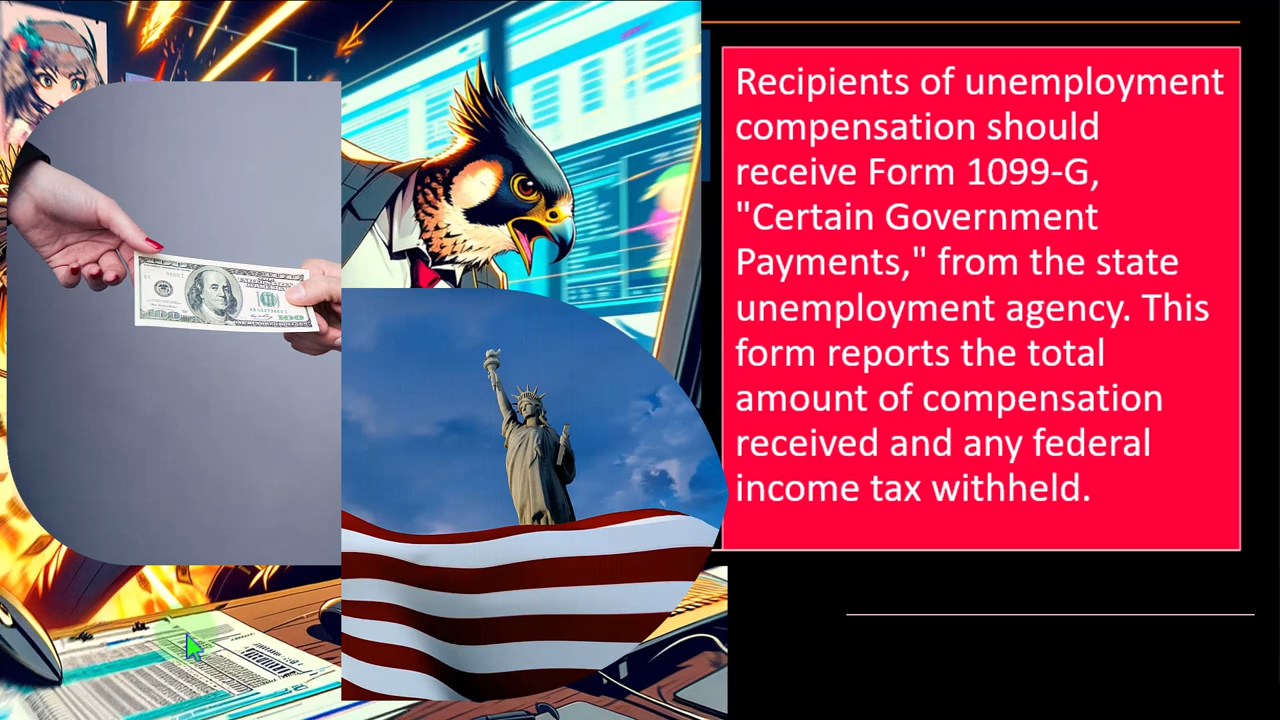 Recipients of unemployment
compensation should
receive Form 1099-G,
"Certain Government
Payments," from the state
unemployment agency. This
form reports the total
amount of compensation
received and any federal
income tax withheld.
100